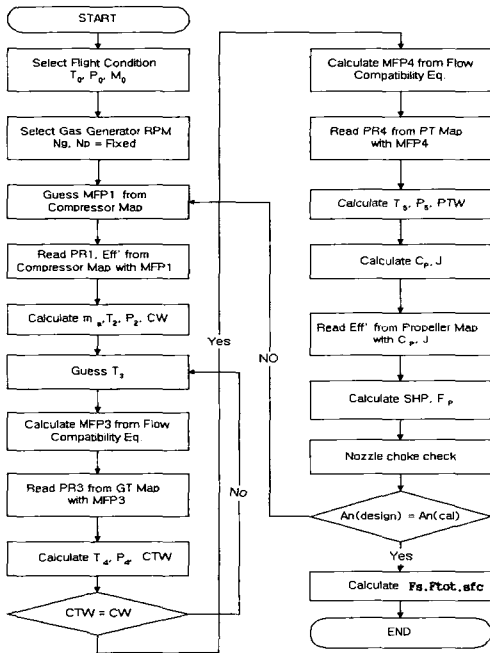 START
Select Flight Condition
T₀, P₀, M₀
Select Gas Generator RPM
Ng, Np = Fixed
Guess MFP1 from
Compressor Map
Read PR1, Eff' from
Compressor Map with MFP1
Calculate m̊ₐ,T₂, P₂, CW
Guess T₃
Calculate MFP3 from Flow
Compatibility Eq.
Read PR3 from GT Map
with MFP3
Calculate T₄, P₄, CTW
CTW = CW
No
Yes
NO
Calculate MFP4 from Flow
Compatibility Eq.
Read PR4 from PT Map
with MFP4
Calculate T₅, P₅, PTW
Calculate Cₚ, J
Read Eff' from Propeller Map
with Cₚ, J
Calculate SHP, Fₚ
Nozzle choke check
An(design) = An(cal)
Yes
Calculate Fs.Ftot.sfc
END